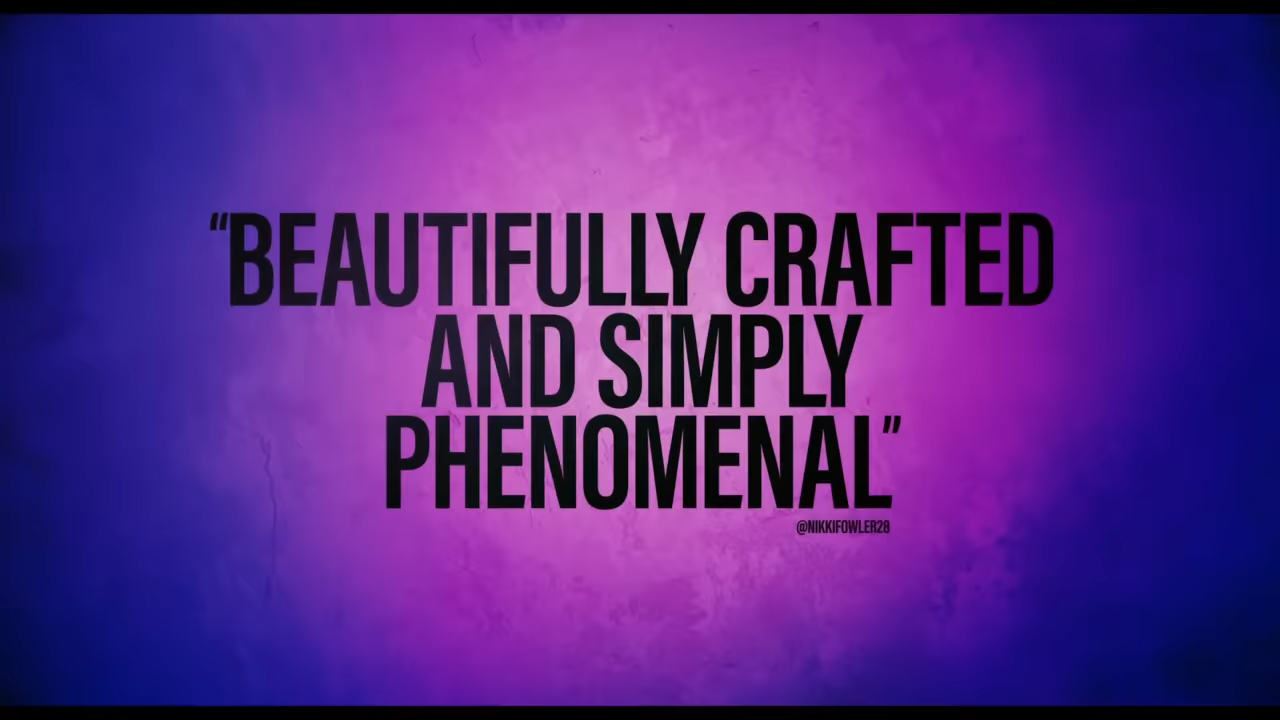 “BEAUTIFULLY CRAFTED
AND SIMPLY
PHENOMENAL”
@NIKKIFOWLER28